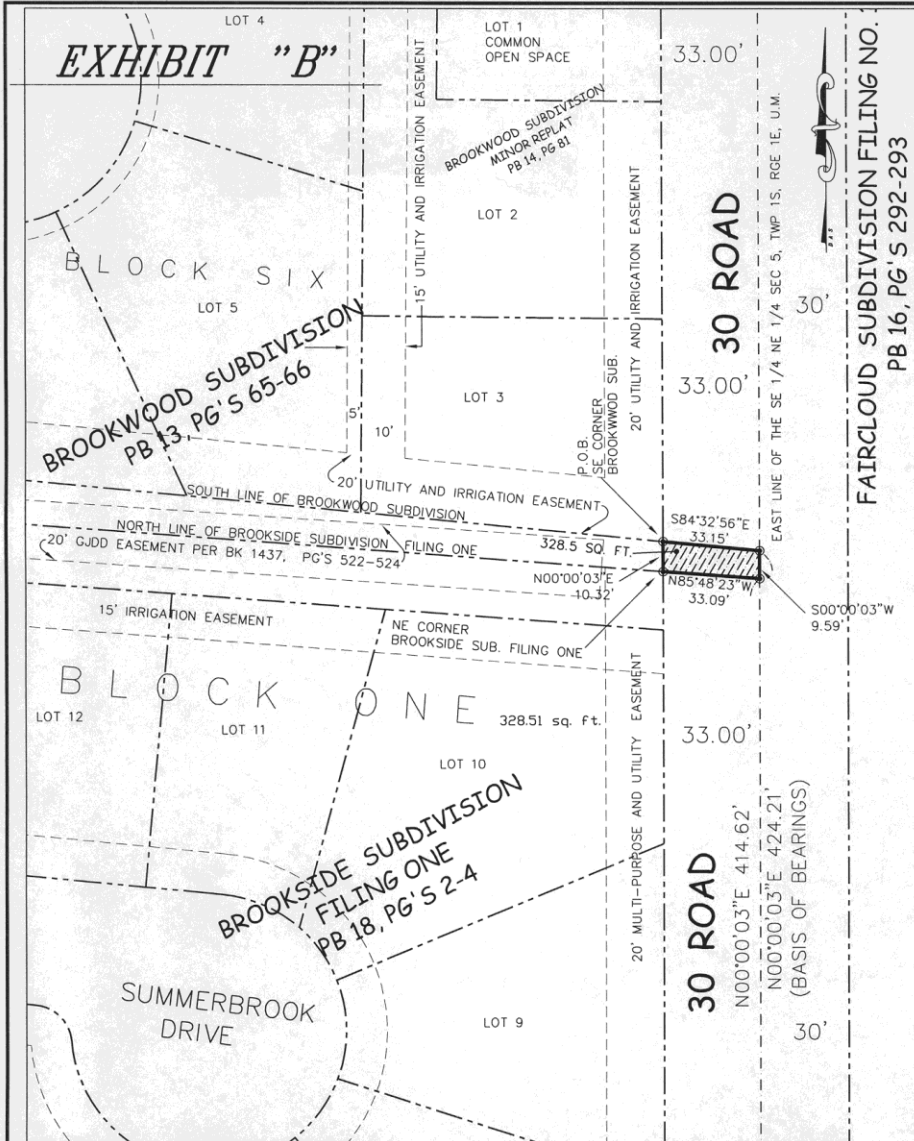 LOT 4
EXHIBIT "B"
LOT 1
COMMON
OPEN SPACE
33.00'
15' UTILITY AND IRRIGATION EASEMENT
BROOKWOOD SUBDIVISION
MINOR REPLAT
PB 14, PG 81
LOT 2
20' UTILITY AND IRRIGATION EASEMENT
30 ROAD
EAST LINE OF THE SE 1/4 NE 1/4 SEC 5, TWP 1S, RGE 1E, U.M.
FAIRCLOUD SUBDIVISION FILING NO.
PB 16, PG'S 292-293
BLOCK SIX
LOT 5
30'
BROOKWOOD SUBDIVISION
PB 13, PG'S 65-66
33.00'
LOT 3
5'
10'
P.O.B.
SE CORNER
BROOKWWOD SUB.
20' UTILITY AND IRRIGATION EASEMENT
SOUTH LINE OF BROOKWOOD SUBDIVISION
S84°32'56"E
33.15'
NORTH LINE OF BROOKSIDE SUBDIVISION FILING ONE
328.5 SQ. FT.
20' GJDD EASEMENT PER BK 1437, PG'S 522-524
N00°00'03"E
10.32'
N85°48'23"W
33.09'
S00°00'03"W
9.59'
15' IRRIGATION EASEMENT
NE CORNER
BROOKSIDE SUB. FILING ONE
BLOCK ONE
LOT 12
LOT 11
328.51 sq. ft.
LOT 10
33.00'
20' MULTI-PURPOSE AND UTILITY EASEMENT
BROOKSIDE SUBDIVISION
FILING ONE
PB 18, PG'S 2-4
30 ROAD
N00°00'03"E 414.62'
N00°00'03"E 424.21'
(BASIS OF BEARINGS)
SUMMERBROOK
DRIVE
LOT 9
30'